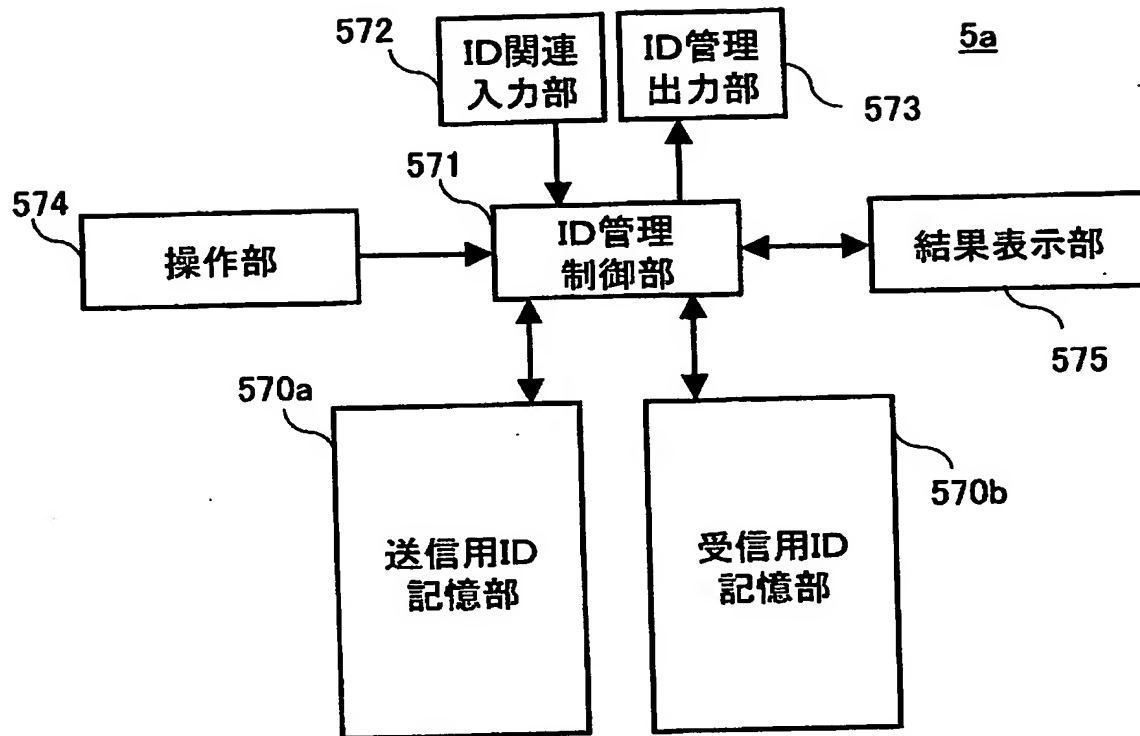 572
ID関連
入力部
ID管理
出力部
5a
573
571
574
操作部
ID管理
制御部
結果表示部
575
570a
570b
送信用ID
記憶部
受信用ID
記憶部